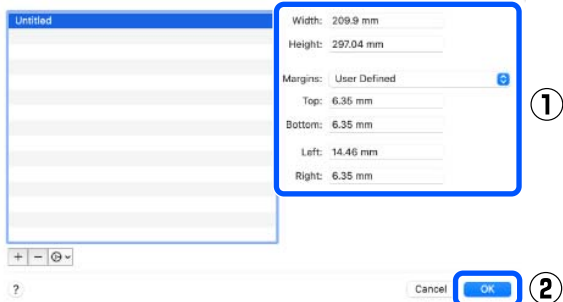 Untitled
Width: 209.9 mm
Height: 297.04 mm
Margins: User Defined
Top: 6.35 mm
Bottom: 6.35 mm
Left: 14.46 mm
Right: 6.35 mm
①
+ − 
?
Cancel OK
②